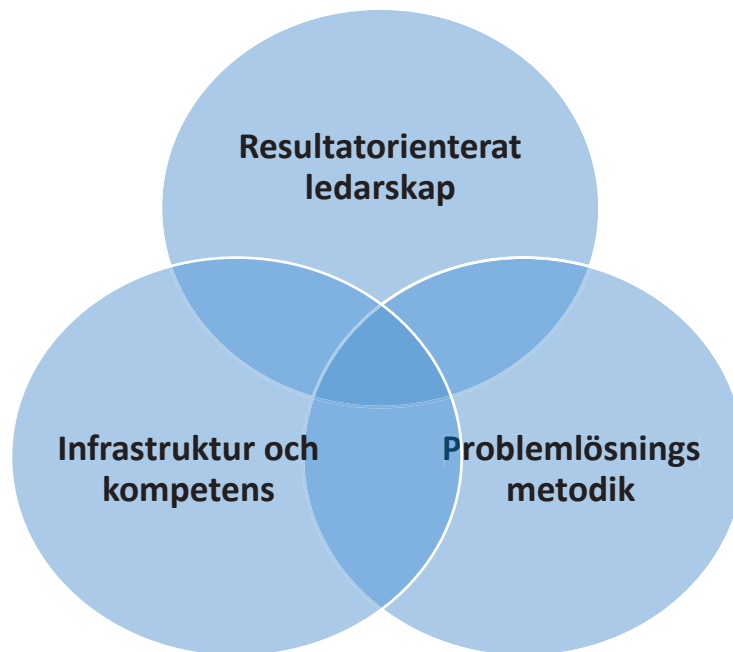 Resultatorienterat
ledarskap
Infrastruktur och
kompetens
Problemlösnings
metodik